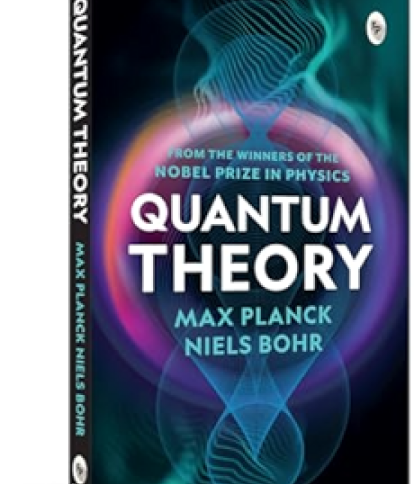 QUANTUM THEORY
MAX PLANCK NIELS BOHR
FROM THE WINNERS OF THE
NOBEL PRIZE IN PHYSICS
QUANTUM
THEORY
MAX PLANCK
NIELS BOHR